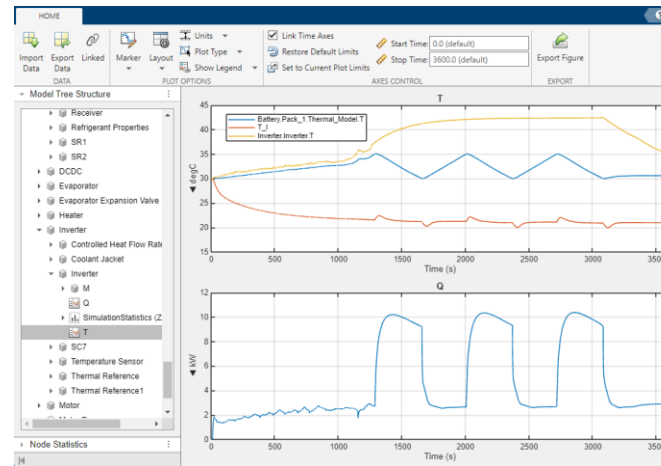 HOME
Import Data
Export Data
Linked
Marker
Layout
Units
Plot Type
Show Legend
Link Time Axes
Restore Default Limits
Set to Current Plot Limits
Start Time: 0.0 (default)
Stop Time: 3600.0 (default)
Export Figure
DATA
PLOT OPTIONS
AXES CONTROL
EXPORT
Model Tree Structure
Receiver
Refrigerant Properties
SR1
SR2
DCDC
Evaporator
Evaporator Expansion Valve
Heater
Inverter
Controlled Heat Flow Rate
Coolant Jacket
Inverter
M
Q
SimulationStatistics (Z
T
SC7
Temperature Sensor
Thermal Reference
Thermal Reference1
Motor
Node Statistics
T
Battery.Pack_1.Thermal_Model.T
T_I
Inverter.Inverter.T
45
40
35
30
25
20
15
degC
0 500 1000 1500 2000 2500 3000 3500
Time (s)
Q
12
10
8
6
4
2
0
kW
0 500 1000 1500 2000 2500 3000 3500
Time (s)